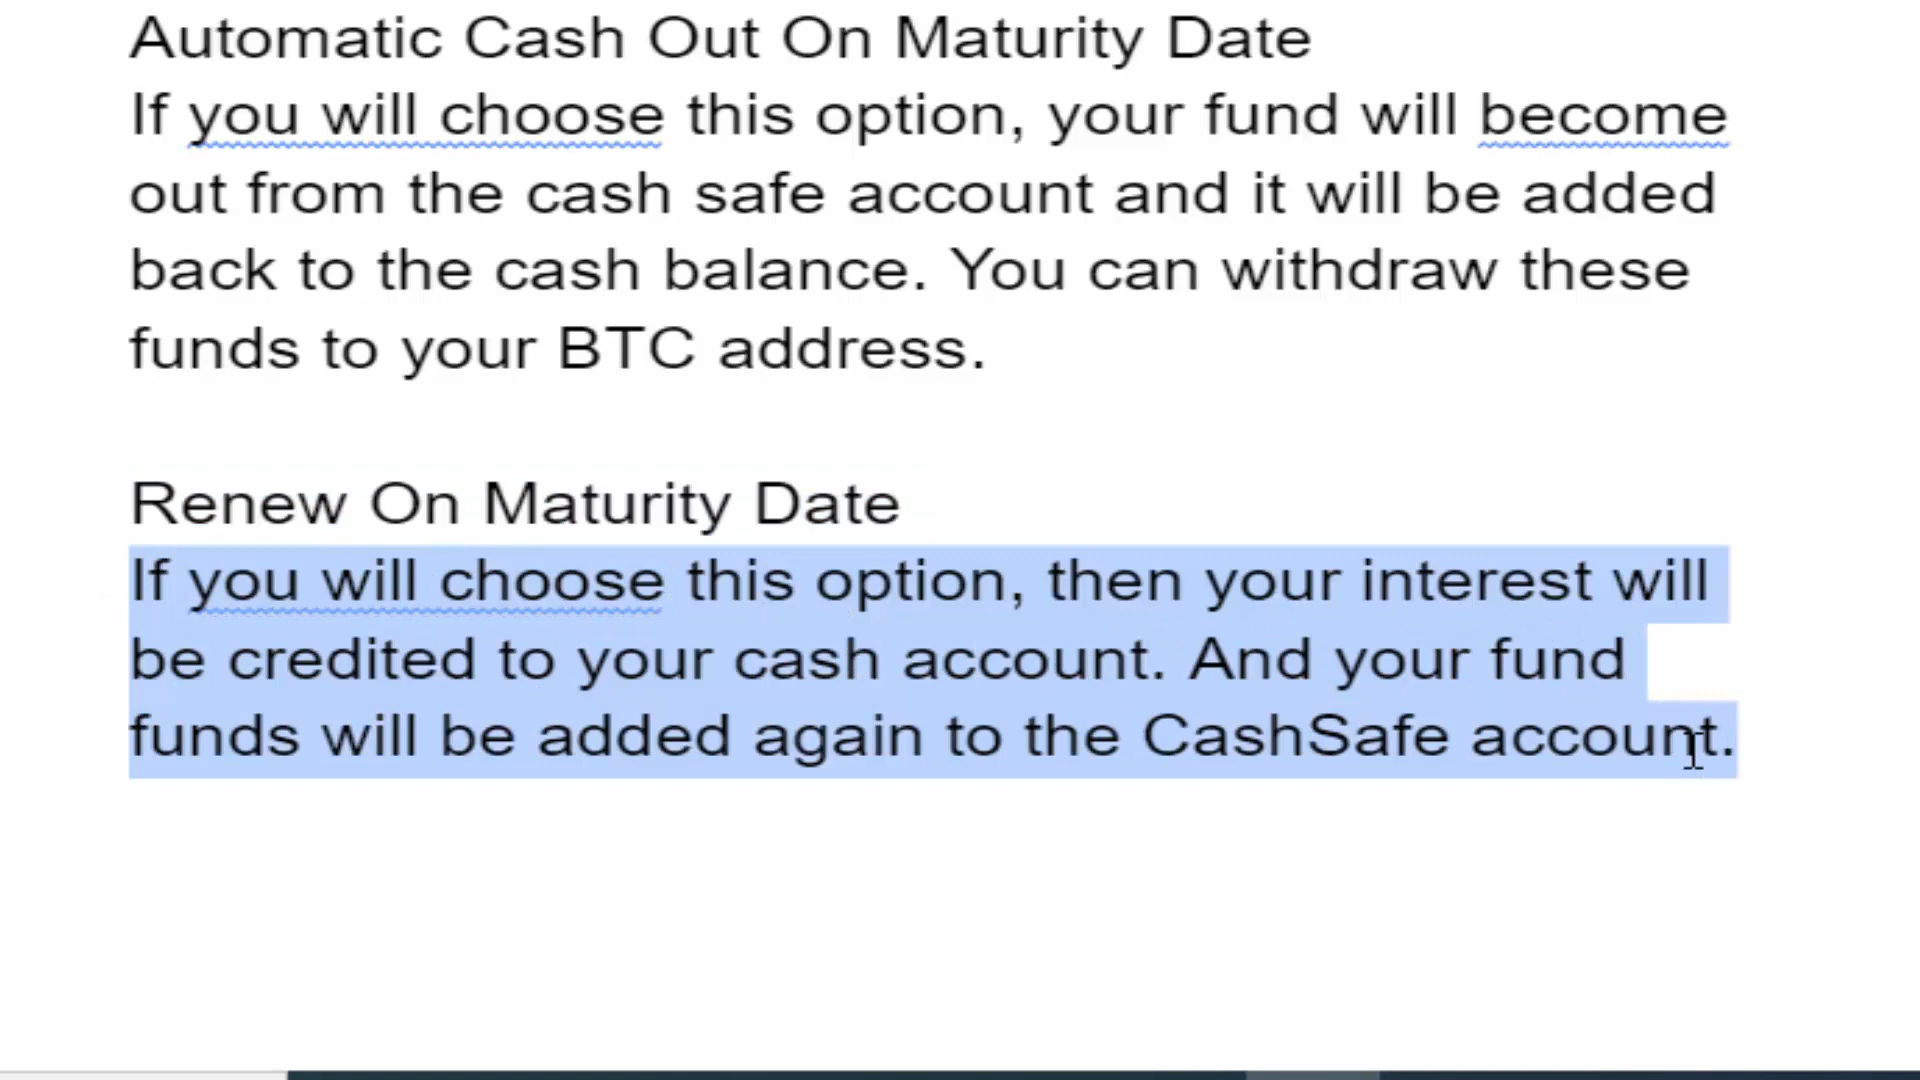 Automatic Cash Out On Maturity Date
If you will choose this option, your fund will become
out from the cash safe account and it will be added
back to the cash balance. You can withdraw these
funds to your BTC address.
Renew On Maturity Date
If you will choose this option, then your interest will
be credited to your cash account. And your fund
funds will be added again to the CashSafe account.